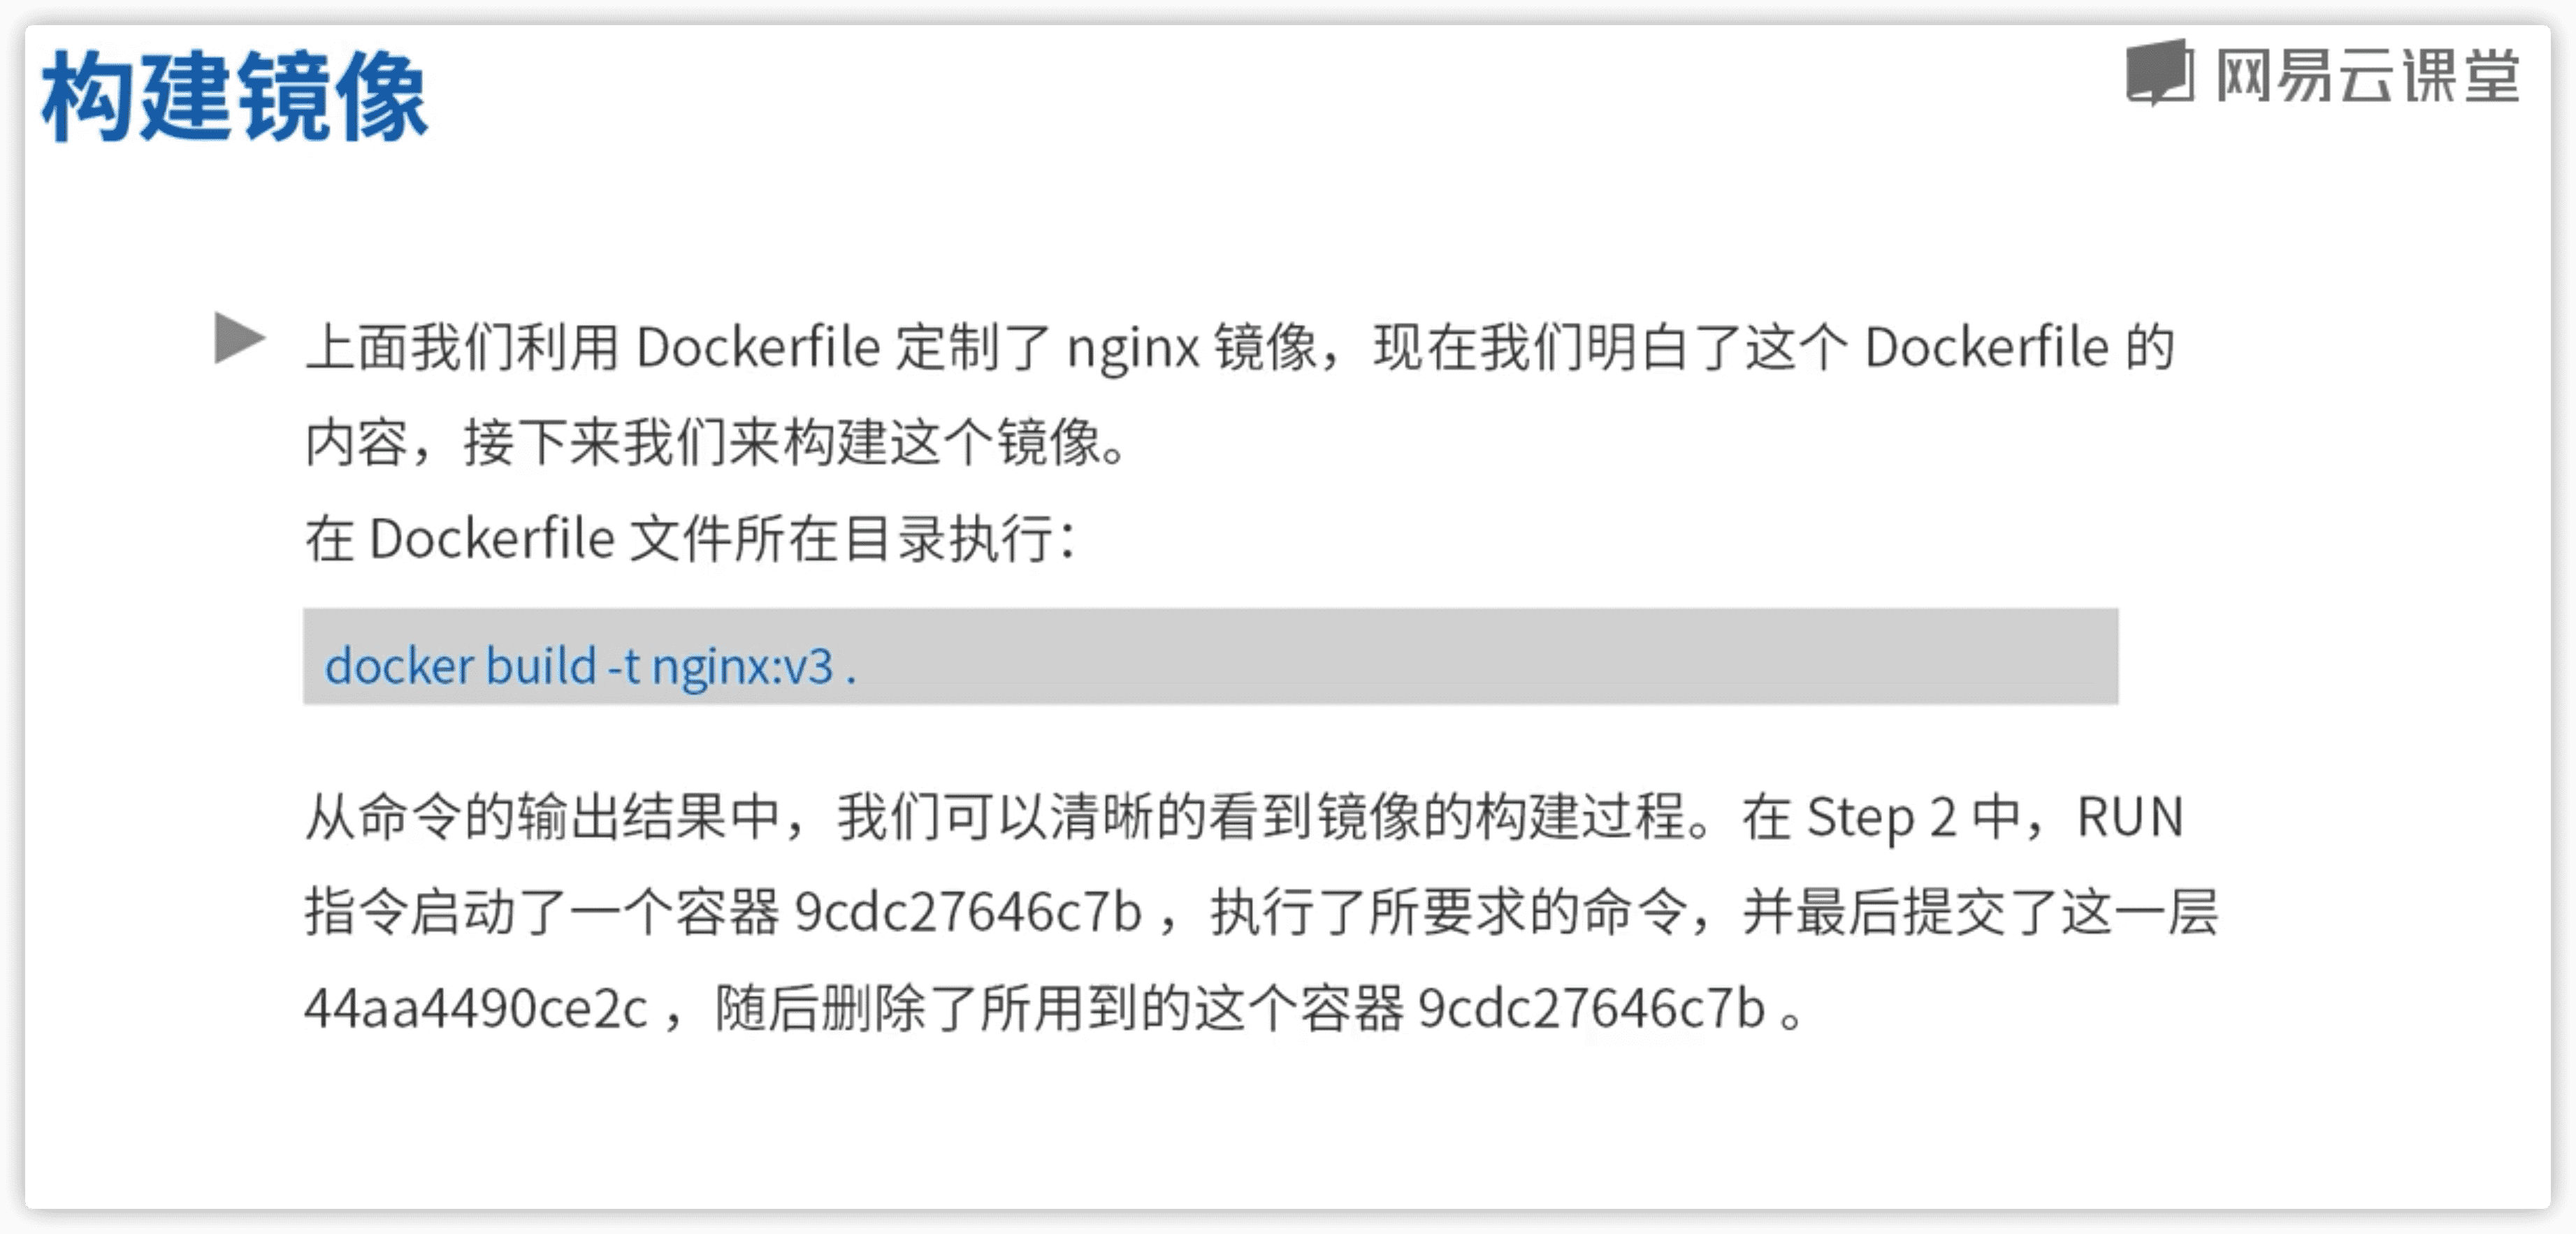 构建镜像
网易云课堂
上面我们利用 Dockerfile 定制了 nginx 镜像，现在我们明白了这个 Dockerfile 的
内容，接下来我们来构建这个镜像。
在 Dockerfile 文件所在目录执行：
docker build -t nginx:v3 .
从命令的输出结果中，我们可以清晰的看到镜像的构建过程。在 Step 2 中，RUN
指令启动了一个容器 9cdc27646c7b ，执行了所要求的命令，并最后提交了这一层
44aa4490ce2c ，随后删除了所用到的这个容器 9cdc27646c7b 。